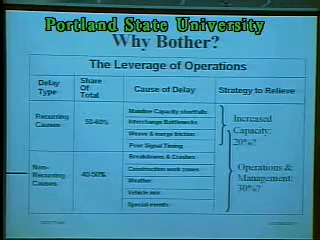 Portland State University
Why Bother?
The Leverage of Operations
Delay Type
Share Of Total
Cause of Delay
Strategy to Relieve
Recurring Causes
50-60%
Mainline Capacity shortfalls
Interchange Bottlenecks
Weave & merge friction
Poor Signal Timing
Increased Capacity: 20%?
Non-Recurring Causes
40-50%
Breakdowns & Crashes
Construction work zones
Weather
Vehicle mix
Special events
Operations & Management: 30%?